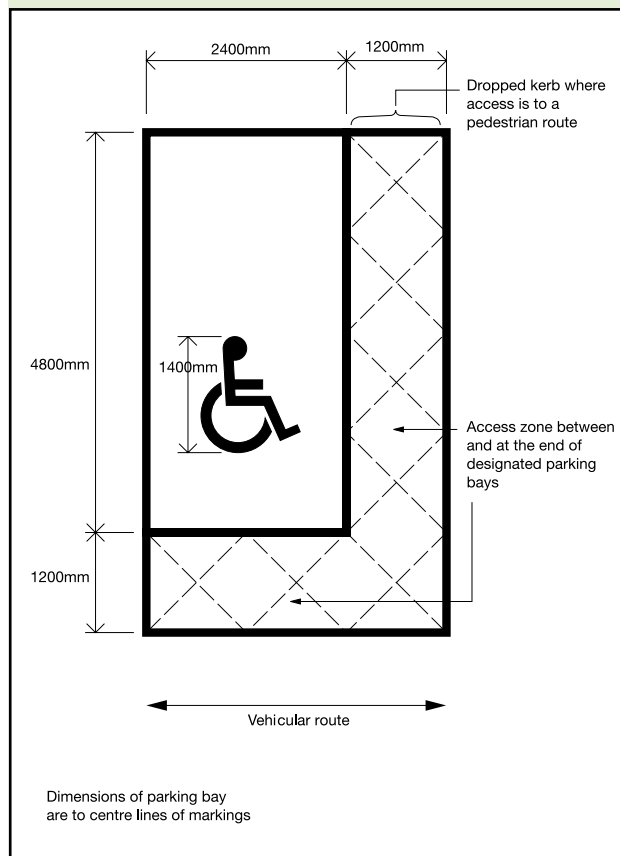 2400mm
1200mm
Dropped kerb where
access is to a
pedestrian route
1400mm
4800mm
Access zone between
and at the end of
designated parking
bays
1200mm
Vehicular route
Dimensions of parking bay
are to centre lines of markings